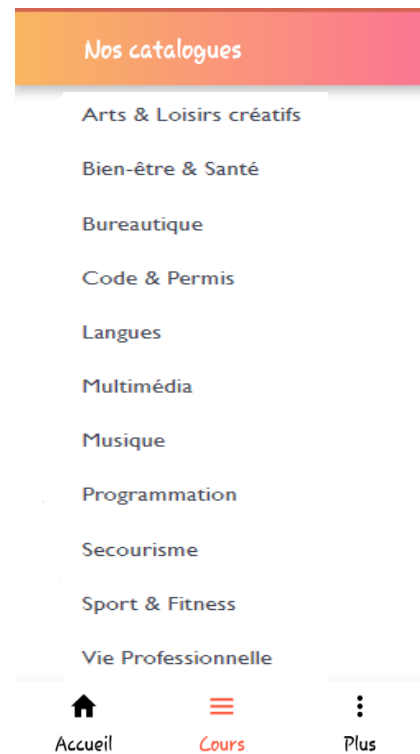 Nos catalogues
Arts & Loisirs créatifs
Bien-être & Santé
Bureautique
Code & Permis
Langues
Multimédia
Musique
Programmation
Secourisme
Sport & Fitness
Vie Professionnelle
Accueil Cours Plus